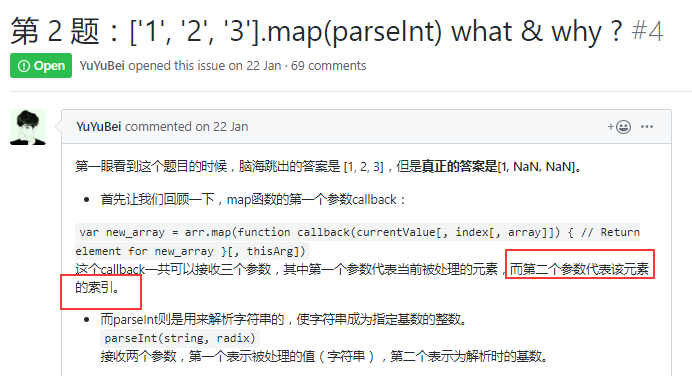 第 2 题：['1', '2', '3'].map(parseInt) what & why ? #4
Open YuYuBei opened this issue on 22 Jan · 69 comments
YuYuBei commented on 22 Jan
第一眼看到这个题目的时候，脑海跳出的答案是 [1, 2, 3]，但是真正的答案是[1, NaN, NaN]。
• 首先让我们回顾一下，map函数的第一个参数callback：
var new_array = arr.map(function callback(currentValue[, index[, array]]) { // Return
element for new_array }[, thisArg])
这个callback一共可以接收三个参数，其中第一个参数代表当前被处理的元素，而第二个参数代表该元素
的索引。
• 而parseInt则是用来解析字符串的，使字符串成为指定基数的整数。
parseInt(string, radix)
接收两个参数，第一个表示被处理的值（字符串），第二个表示为解析时的基数。